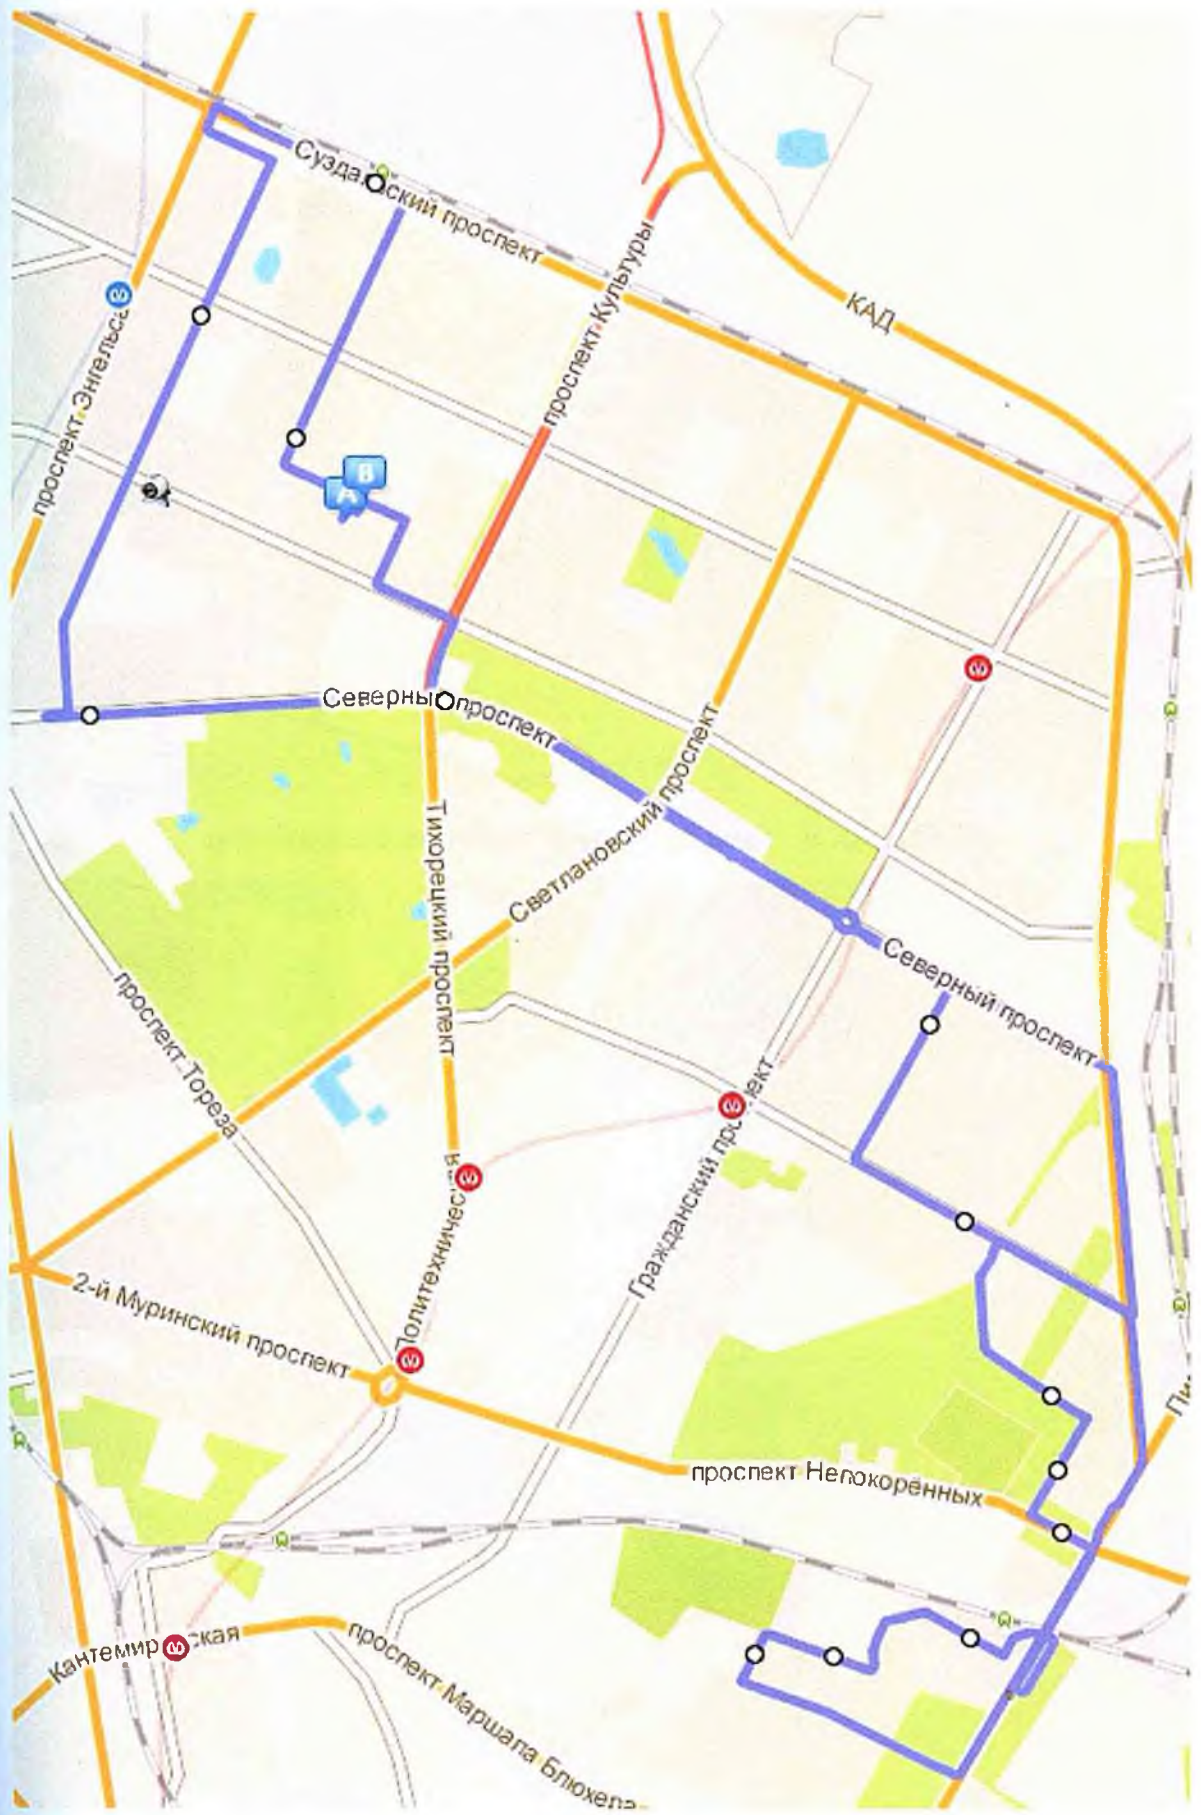 Суздальский проспект
проспект Культуры
КАД
проспект Энгельса
B
A
Северный проспект
Тихорецкий проспект
Светлановский проспект
Северный проспект
проспект Тореза
Гражданский проспект
Политехническая
2-й Муринский проспект
проспект Непокорённых
Кантемировская
проспект Маршала Блюхера